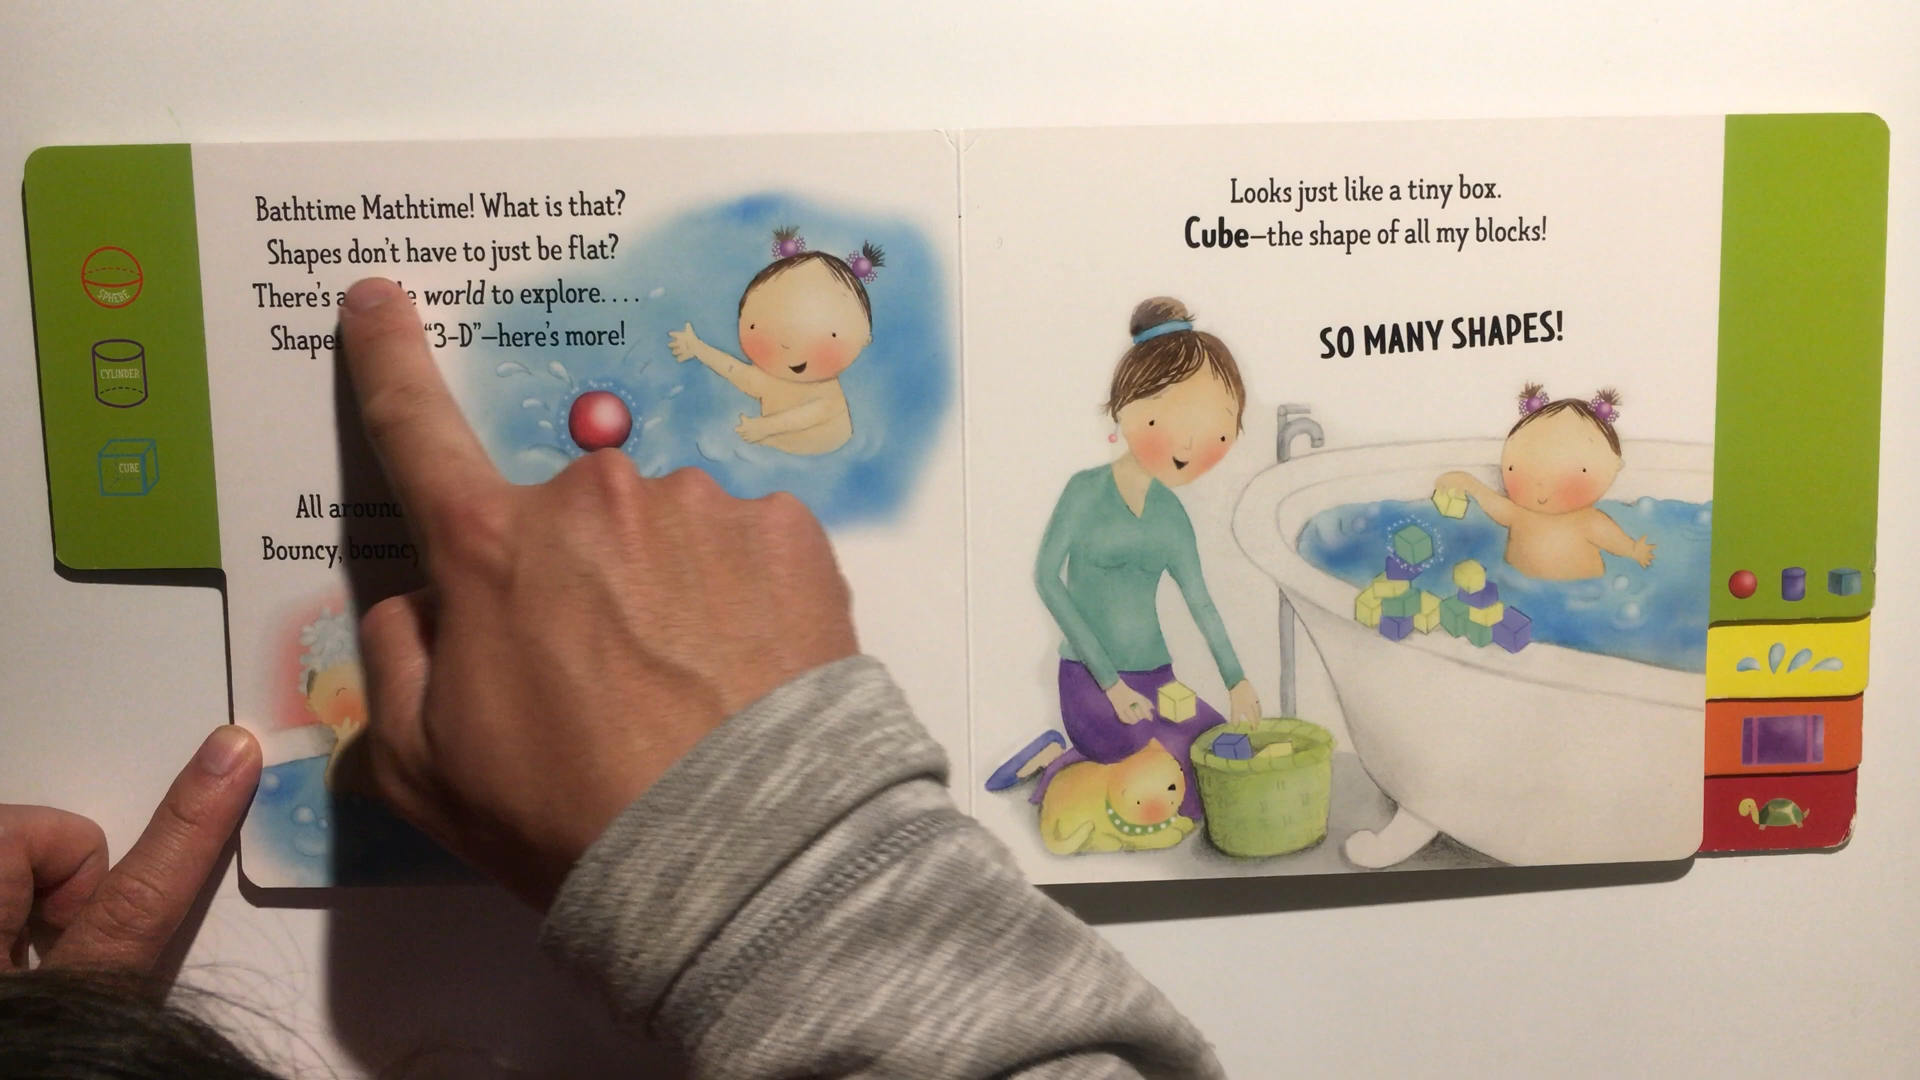 Bathtime Mathtime! What is that?
Shapes don't have to just be flat?
There's a world to explore. . . .
Shapes "3-D"—here's more!
All around
Bouncy, bouncy
SPHERE
CYLINDER
CUBE
Looks just like a tiny box.
Cube—the shape of all my blocks!
SO MANY SHAPES!